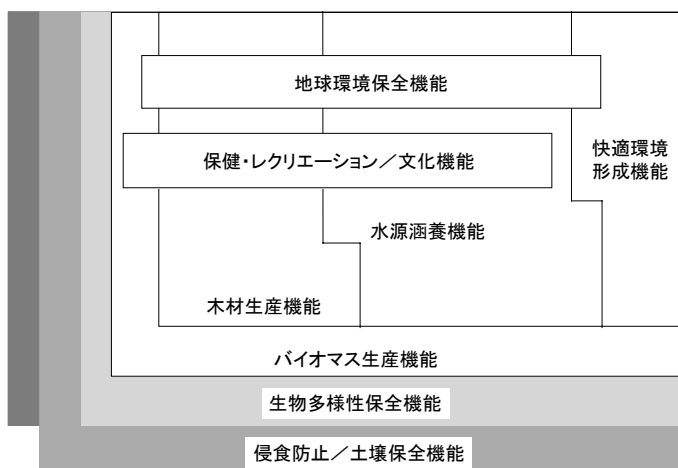 地球環境保全機能
保健・レクリエーション／文化機能
快適環境
形成機能
水源涵養機能
木材生産機能
バイオマス生産機能
生物多様性保全機能
侵食防止／土壌保全機能